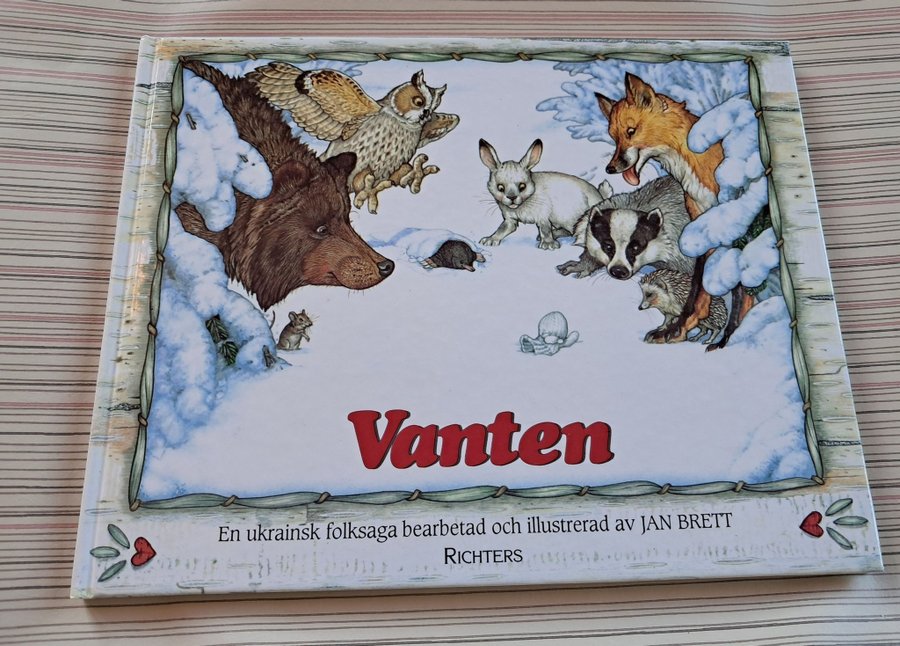 Vanten
En ukrainsk folksaga bearbetad och illustrerad av JAN BRETT
RICHTERS